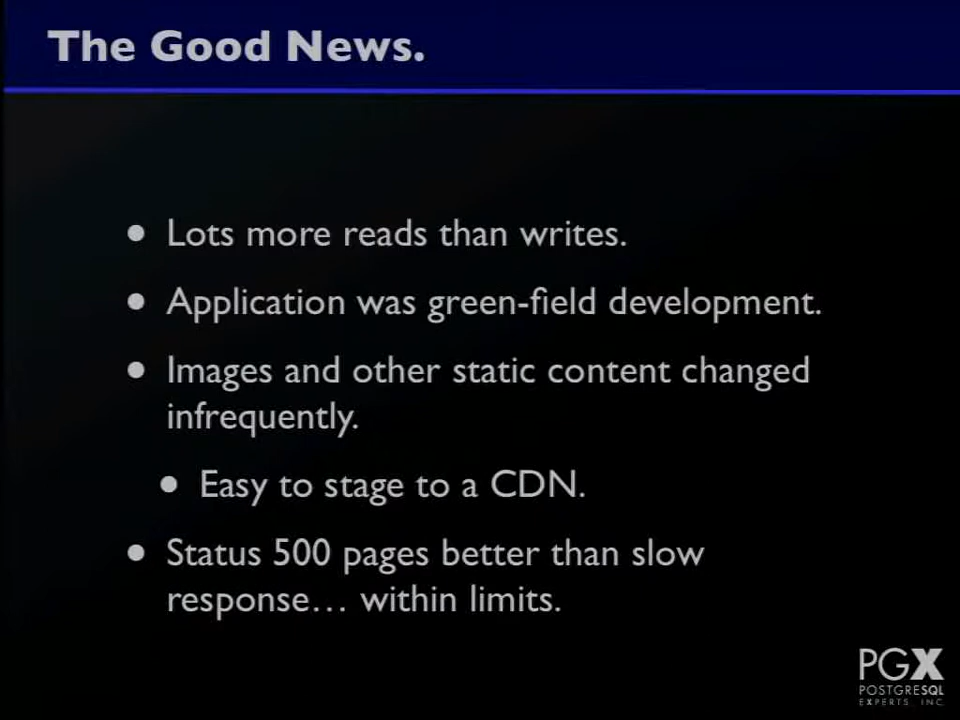 The Good News.
• Lots more reads than writes.
• Application was green-field development.
• Images and other static content changed
infrequently.
• Easy to stage to a CDN.
• Status 500 pages better than slow
response… within limits.
PGX
POSTGRESQL
EXPERTS, INC.